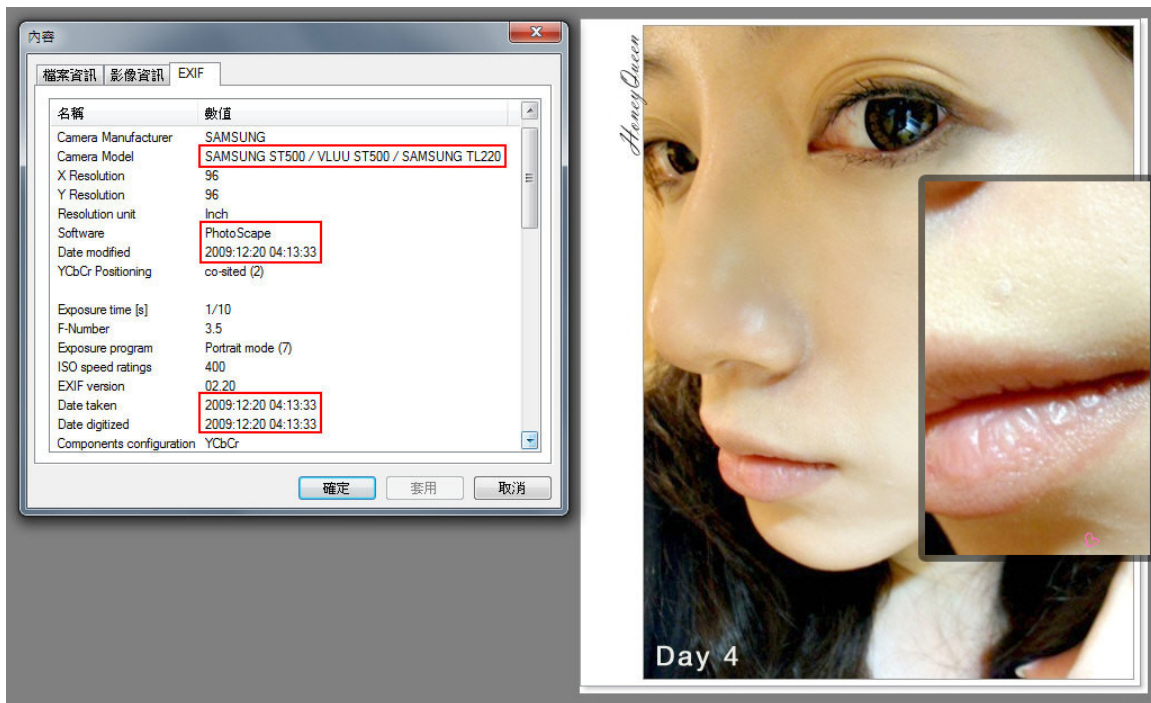 內容
檔案資訊 影像資訊 EXIF
名稱 數值
Camera Manufacturer SAMSUNG
Camera Model SAMSUNG ST500 / VLUU ST500 / SAMSUNG TL220
X Resolution 96
Y Resolution 96
Resolution unit Inch
Software PhotoScape
Date modified 2009:12:20 04:13:33
YCbCr Positioning co-sited (2)
Exposure time [s] 1/10
F-Number 3.5
Exposure program Portrait mode (7)
ISO speed ratings 400
EXIF version 02.20
Date taken 2009:12:20 04:13:33
Date digitized 2009:12:20 04:13:33
Components configuration YCbCr
確定 套用 取消
HoneyQueen
Day 4